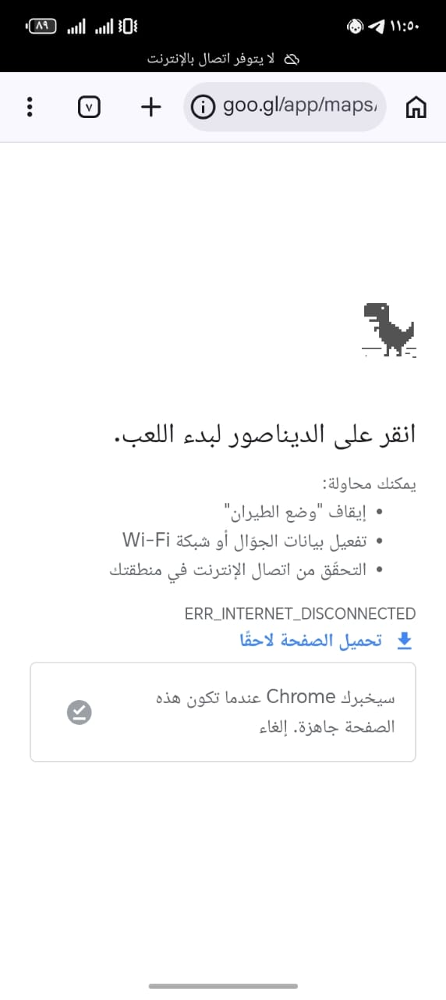 ١١:٥٠
٨٩
لا يتوفر اتصال بالإنترنت
goo.gl/app/maps/
٧
انقر على الديناصور لبدء اللعب.
يمكنك محاولة:
• إيقاف "وضع الطيران"
• تفعيل بيانات الجوّال أو شبكة Wi-Fi
• التحقّق من اتصال الإنترنت في منطقتك
ERR_INTERNET_DISCONNECTED
تحميل الصفحة لاحقًا
سيخبرك Chrome عندما تكون هذه
الصفحة جاهزة. إلغاء